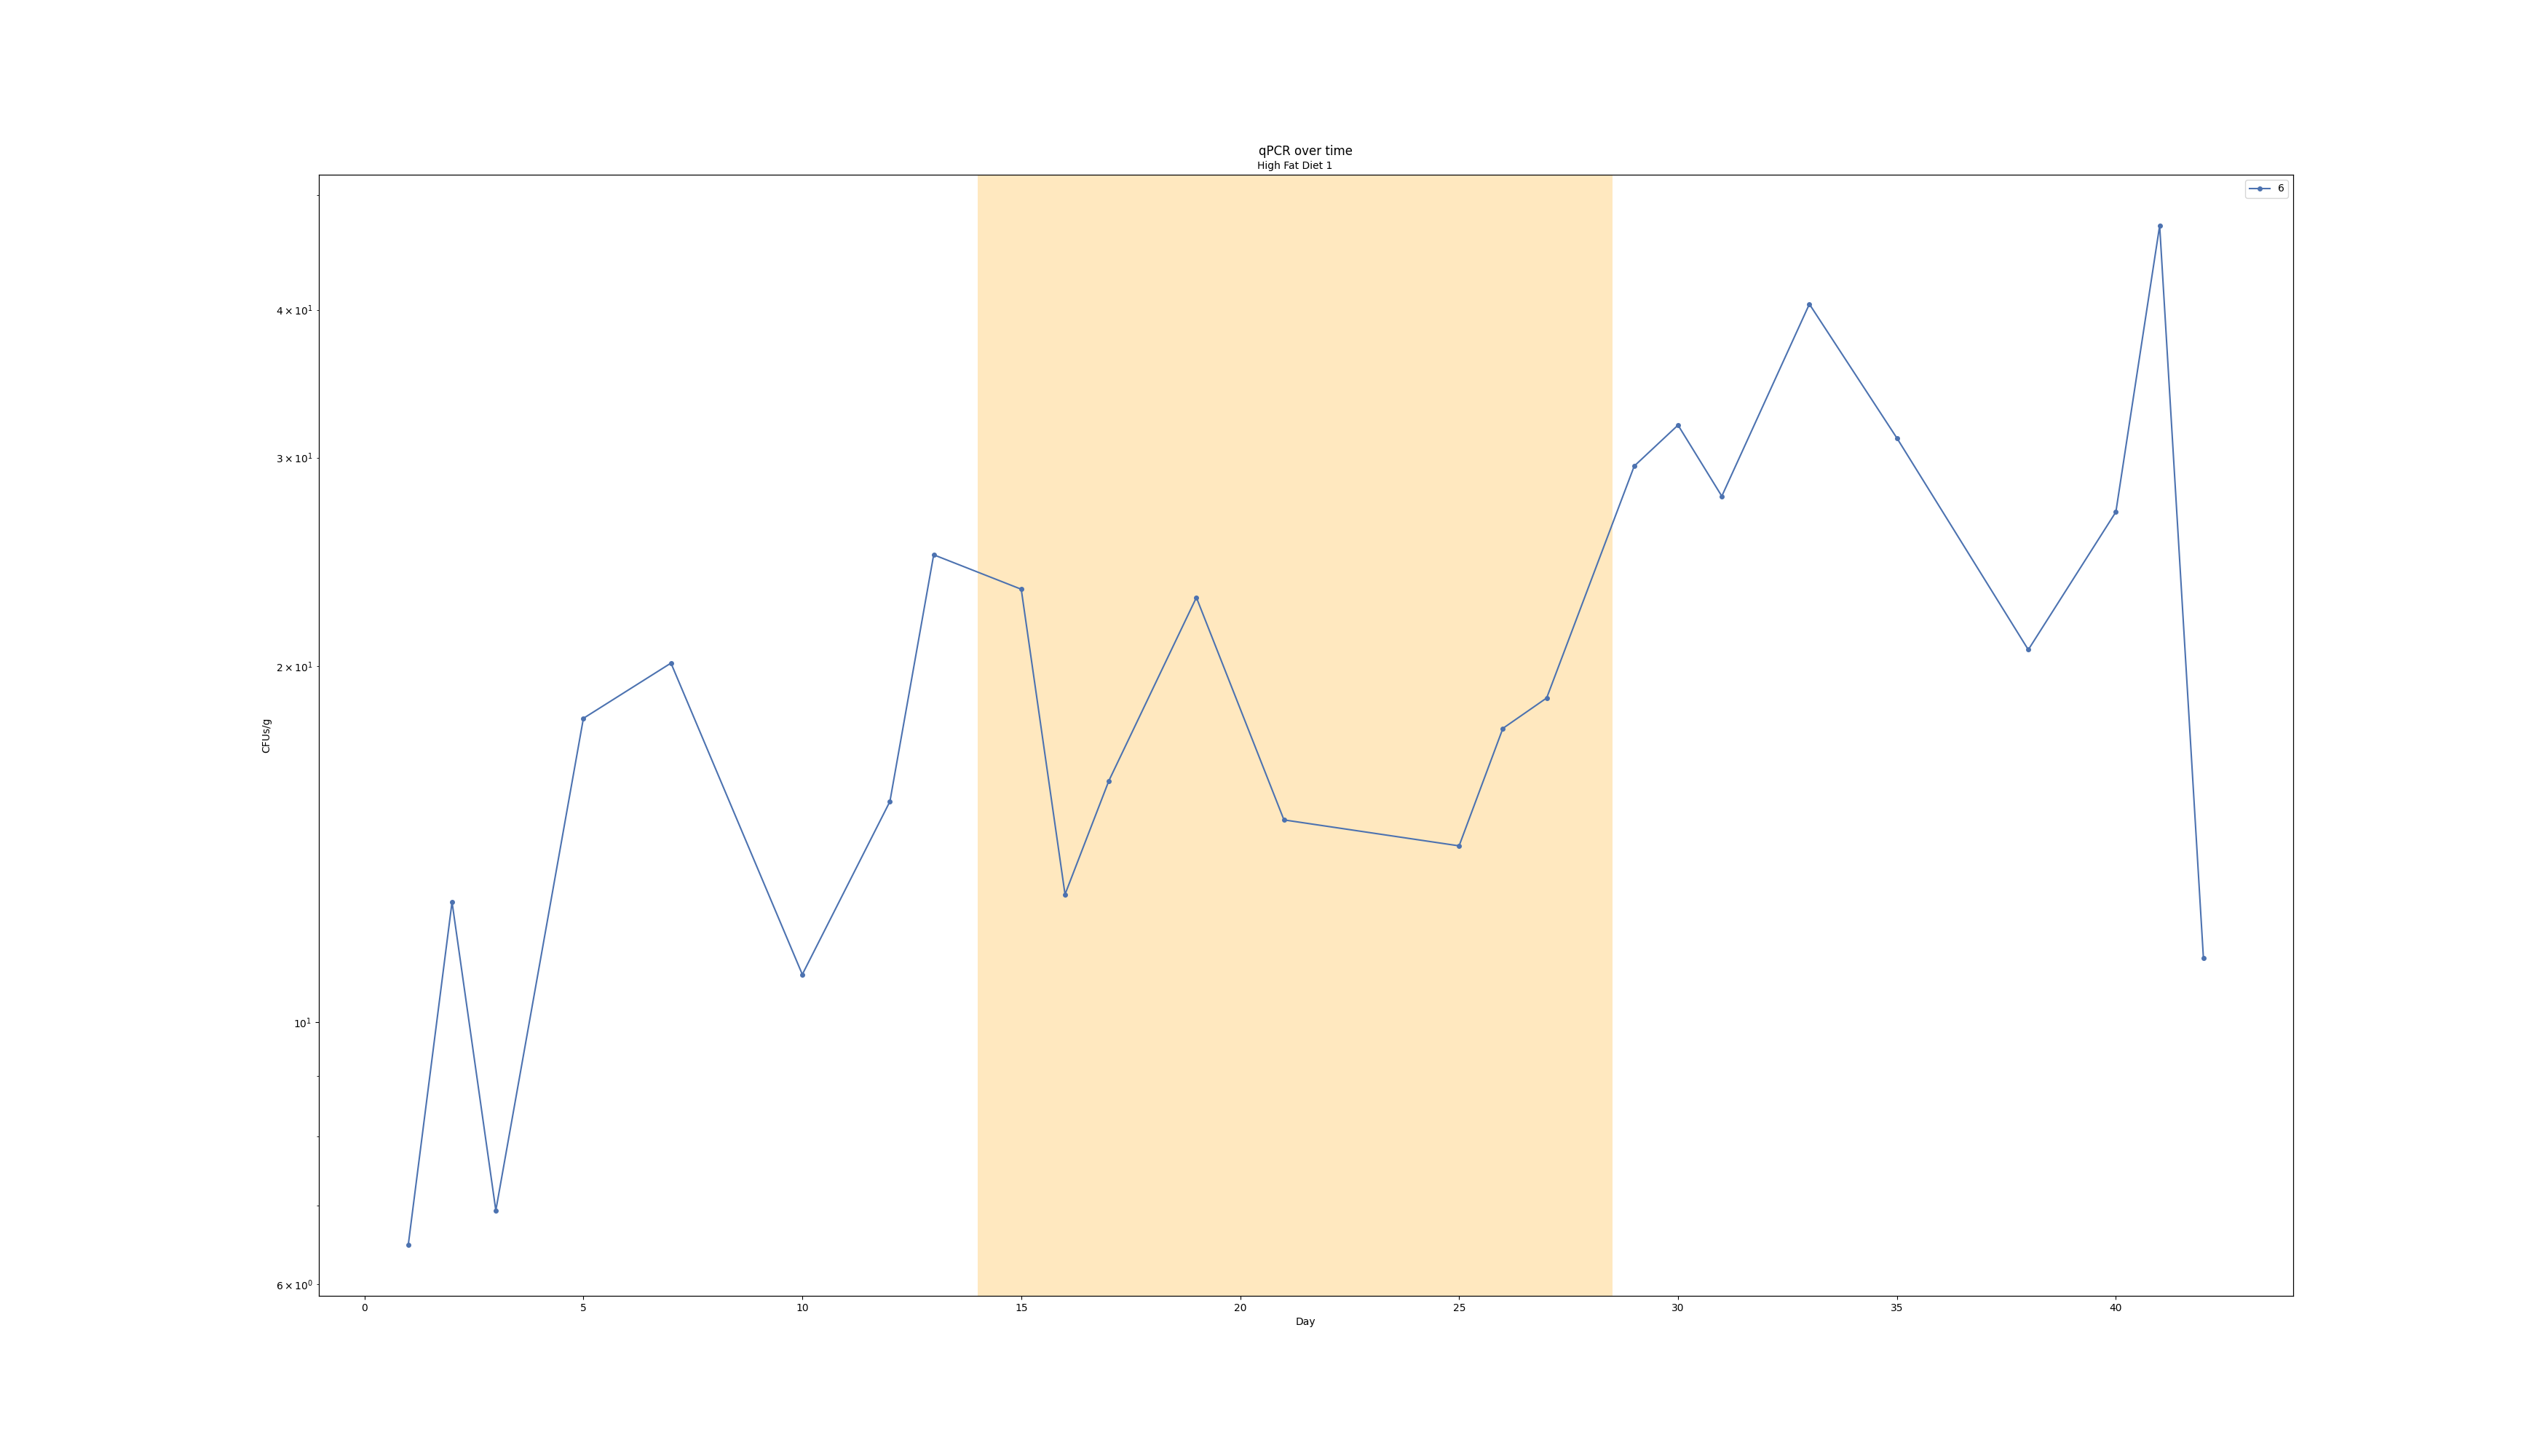 qPCR over time
High Fat Diet 1
6
CFUs/g
4 × 10¹
3 × 10¹
2 × 10¹
10¹
6 × 10⁰
0 5 10 15 20 25 30 35 40
Day